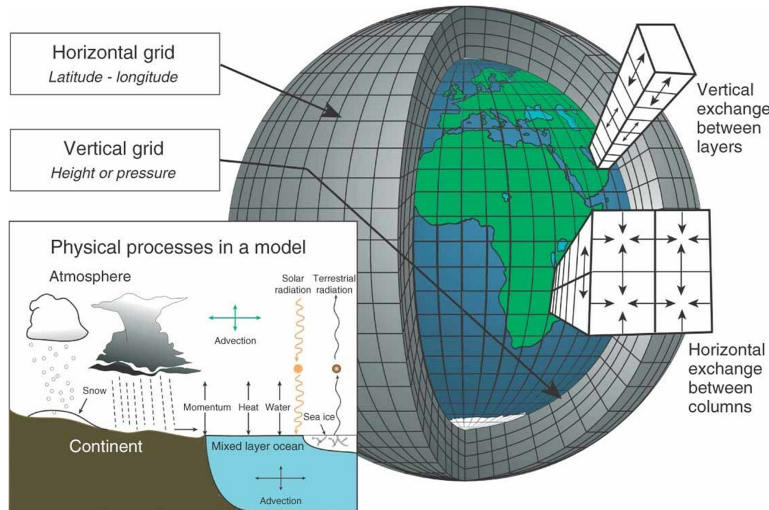 Horizontal grid
Latitude - longitude
Vertical grid
Height or pressure
Vertical
exchange
between
layers
Horizontal
exchange
between
columns
Physical processes in a model
Atmosphere
Solar
radiation
Terrestrial
radiation
Advection
Snow
Momentum
Heat
Water
Sea ice
Continent
Mixed layer ocean
Advection